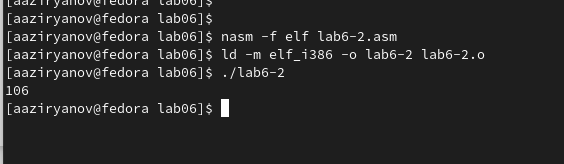 [aaziryanov@fedora lab06]$
[aaziryanov@fedora lab06]$
[aaziryanov@fedora lab06]$ nasm -f elf lab6-2.asm
[aaziryanov@fedora lab06]$ ld -m elf_i386 -o lab6-2 lab6-2.o
[aaziryanov@fedora lab06]$ ./lab6-2
106
[aaziryanov@fedora lab06]$